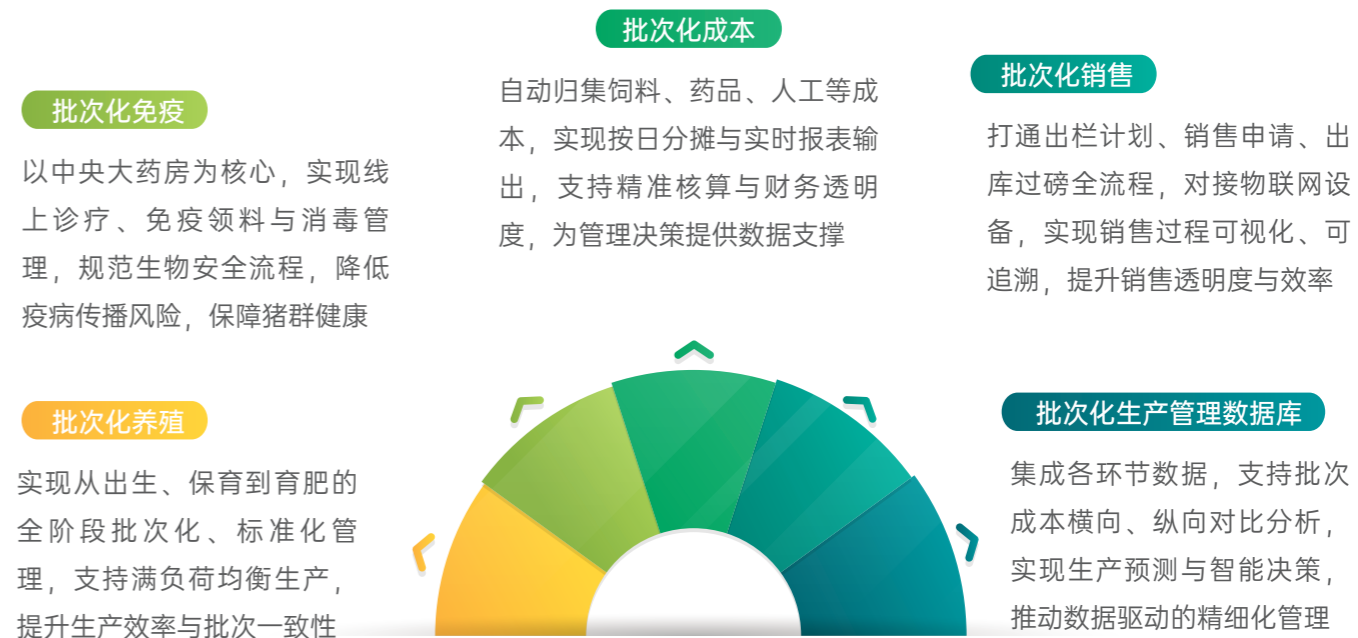 批次化成本
自动归集饲料、药品、人工等成
本，实现按日分摊与实时报表输
出，支持精准核算与财务透明
度，为管理决策提供数据支撑
批次化销售
打通出栏计划、销售申请、出
库过磅全流程，对接物联网设
备，实现销售过程可视化、可
追溯，提升销售透明度与效率
批次化免疫
以中央大药房为核心，实现线
上诊疗、免疫领料与消毒管
理，规范生物安全流程，降低
疫病传播风险，保障猪群健康
批次化养殖
实现从出生、保育到育肥的
全阶段批次化、标准化管
理，支持满负荷均衡生产，
提升生产效率与批次一致性
批次化生产管理数据库
集成各环节数据，支持批次
成本横向、纵向对比分析，
实现生产预测与智能决策，
推动数据驱动的精细化管理